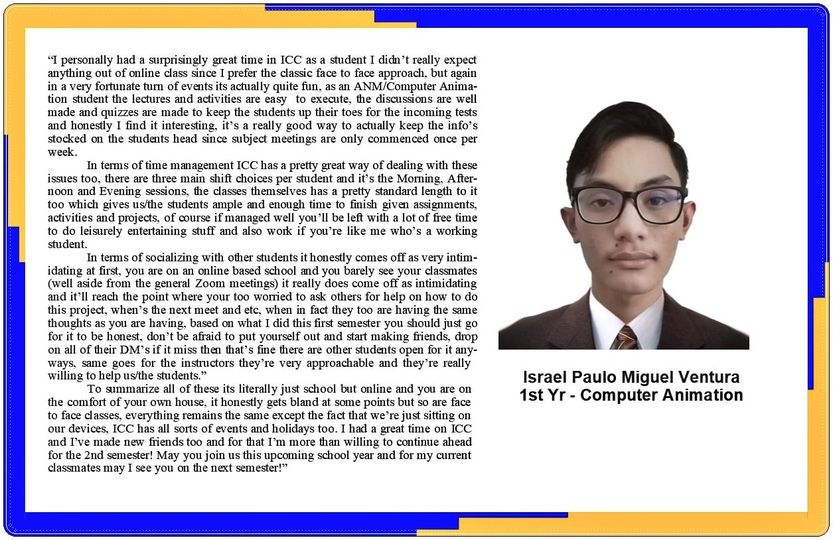 “I personally had a surprisingly great time in ICC as a student I didn’t really expect
anything out of online class since I prefer the classic face to face approach, but again
in a very fortunate turn of events its actually quite fun, as an ANM/Computer Anima-
tion student the lectures and activities are easy to execute, the discussions are well
made and quizzes are made to keep the students up their toes for the incoming tests
and honestly I find it interesting, it’s a really good way to actually keep the info’s
stocked on the students head since subject meetings are only commenced once per
week.
In terms of time management ICC has a pretty great way of dealing with these
issues too, there are three main shift choices per student and it’s the Morning, After-
noon and Evening sessions, the classes themselves has a pretty standard length to it
too which gives us/the students ample and enough time to finish given assignments,
activities and projects, of course if managed well you’ll be left with a lot of free time
to do leisurely entertaining stuff and also work if you’re like me who’s a working
student.
In terms of socializing with other students it honestly comes off as very intim-
idating at first, you are on an online based school and you barely see your classmates
(well aside from the general Zoom meetings) it really does come off as intimidating
and it’ll reach the point where your too worried to ask others for help on how to do
this project, when’s the next meet and etc, when in fact they too are having the same
thoughts as you are having, based on what I did this first semester you should just go
for it to be honest, don’t be afraid to put yourself out and start making friends, drop
on all of their DM’s if it miss then that’s fine there are other students open for it any-
ways, same goes for the instructors they’re very approachable and they’re really
willing to help us/the students.”
To summarize all of these its literally just school but online and you are on
the comfort of your own house, it honestly gets bland at some points but so are face
to face classes, everything remains the same except the fact that we’re just sitting on
our devices, ICC has all sorts of events and holidays too. I had a great time on ICC
and I’ve made new friends too and for that I’m more than willing to continue ahead
for the 2nd semester! May you join us this upcoming school year and for my current
classmates may I see you on the next semester!”
Israel Paulo Miguel Ventura
1st Yr - Computer Animation